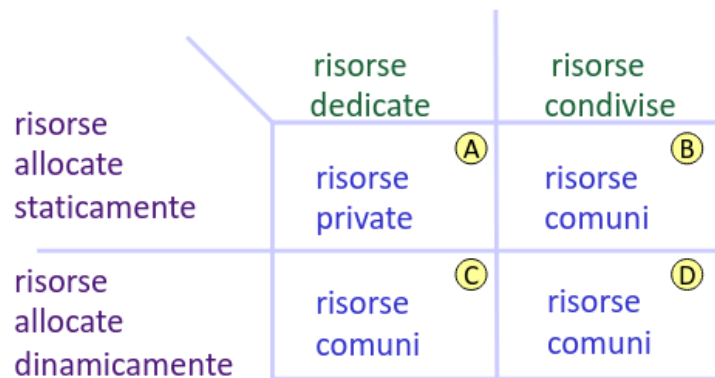 risorse
dedicate
risorse
condivise
risorse
allocate
staticamente
A
risorse
private
B
risorse
comuni
risorse
allocate
dinamicamente
C
risorse
comuni
D
risorse
comuni